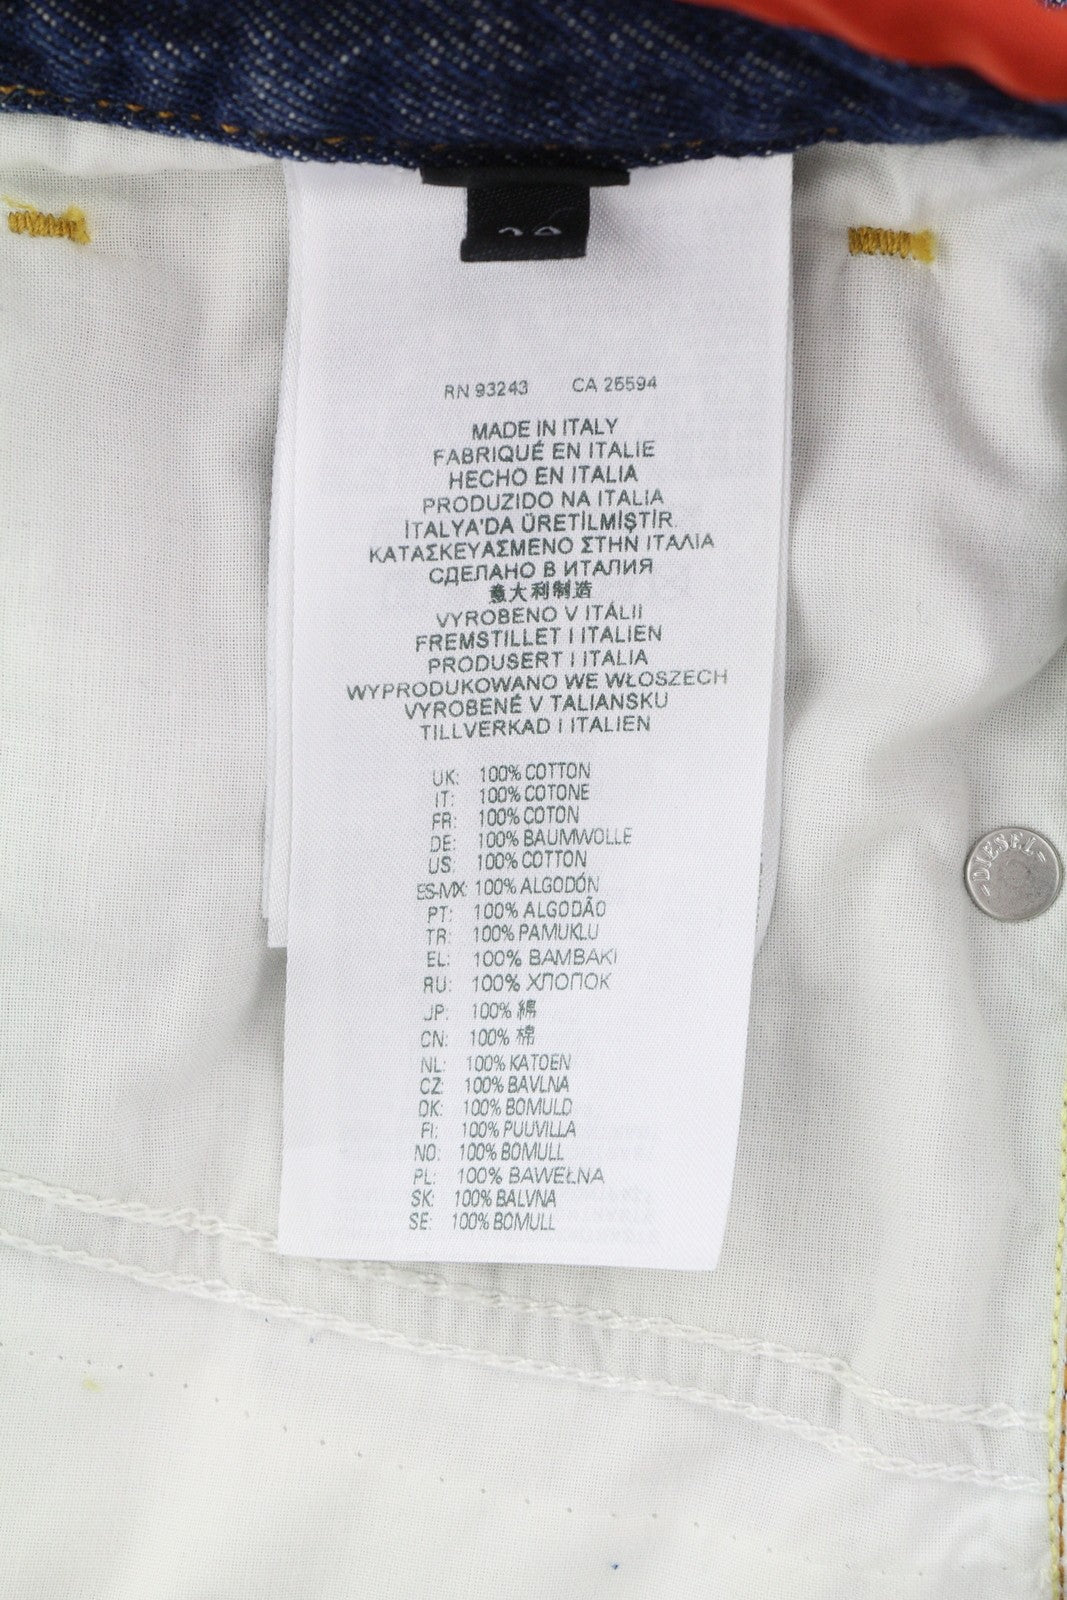 RN 93243 CA 25594
MADE IN ITALY
FABRIQUÉ EN ITALIE
HECHO EN ITALIA
PRODUZIDO NA ITALIA
İTALYA'DA ÜRETİLMİŞTİR
ΚΑΤΑΣΚΕΥΑΣΜΕΝΟ ΣΤΗΝ ΙΤΑΛΙΑ
СДЕЛАНО В ИТАЛИЯ
意大利制造
VYROBENO V ITÁLII
FREMSTILLET I ITALIEN
PRODUSERT I ITALIA
WYPRODUKOWANO WE WŁOSZECH
VYROBENÉ V TALIANSKU
TILLVERKAD I ITALIEN
UK: 100% COTTON
IT: 100% COTONE
FR: 100% COTON
DE: 100% BAUMWOLLE
US: 100% COTTON
ES-MX: 100% ALGODÓN
PT: 100% ALGODÃO
TR: 100% PAMUKLU
EL: 100% ΒΑΜΒΑΚΙ
RU: 100% ХЛОПОК
JP: 100% 綿
CN: 100% 棉
NL: 100% KATOEN
CZ: 100% BAVLNA
DK: 100% BOMULD
FI: 100% PUUVILLA
NO: 100% BOMULL
PL: 100% BAWEŁNA
SK: 100% BALVNA
SE: 100% BOMULL
DIESEL